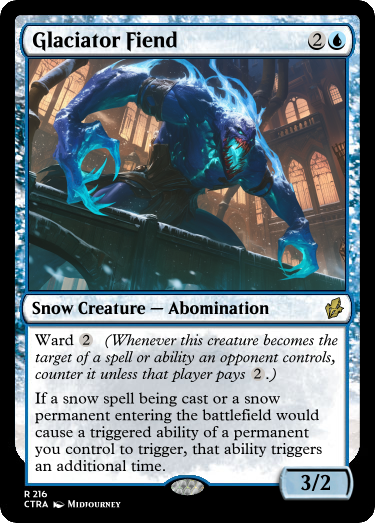 Glaciator Fiend 2
Snow Creature — Abomination
Ward 2 (Whenever this creature becomes the
target of a spell or ability an opponent controls,
counter it unless that player pays 2.)
If a snow spell being cast or a snow
permanent entering the battlefield would
cause a triggered ability of a permanent
you control to trigger, that ability triggers
an additional time.
3/2
R 216
CTRA Midjourney